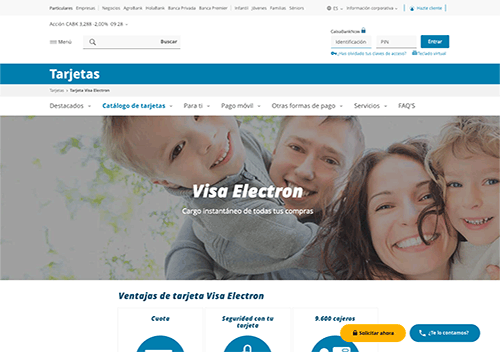 Particulares Empresas Negocios AgroBank HolaBank Banca Privada Banca Premier Infantil Jóvenes Familias Séniors ES Información corporativa Hazte cliente
Acción CABK 3,288 -2,00% 09:28
Menú Buscar
CaixaBankNow
Identificación PIN Entrar
¿Has olvidado tus claves de acceso? Teclado virtual
Tarjetas
Tarjetas > Tarjeta Visa Electron
Destacados Catálogo de tarjetas Para ti Pago móvil Otras formas de pago Servicios FAQ'S
Visa Electron
Cargo instantáneo de todas tus compras
Ventajas de tarjeta Visa Electron
Cuota
Seguridad con tu tarjeta
9.600 cajeros
Solicitar ahora
¿Te lo contamos?